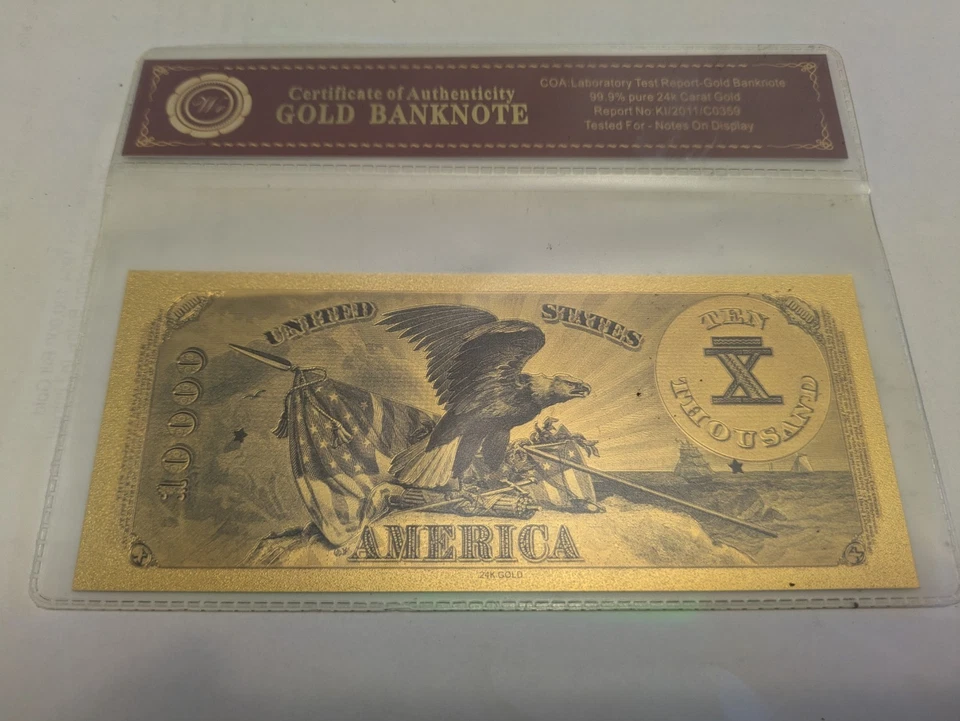 Certificate of Authenticity
GOLD BANKNOTE
COA:Laboratory Test Report-Gold Banknote
99.9% pure 24k Carat Gold
Report No:KI/2011/C0359
Tested For - Notes On Display
UNITED STATES
TEN
X
THOUSAND
10000
AMERICA
24K GOLD